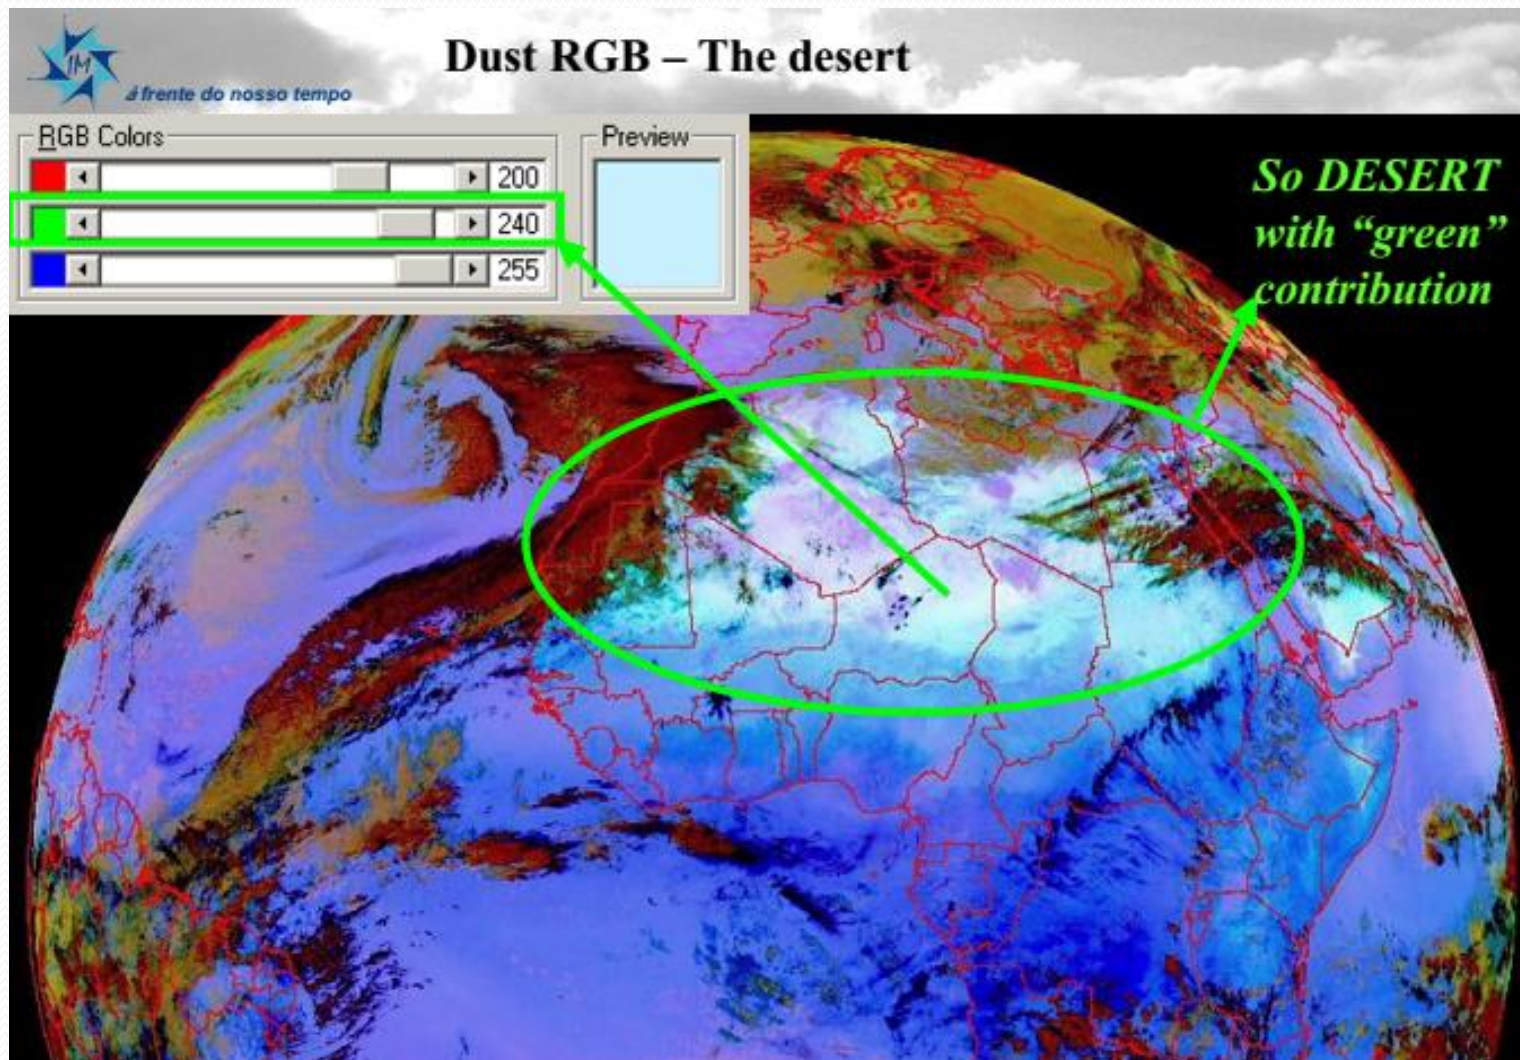 Dust RGB – The desert
IM
á frente do nosso tempo
RGB Colors
Preview
200
240
255
So DESERT
with “green”
contribution